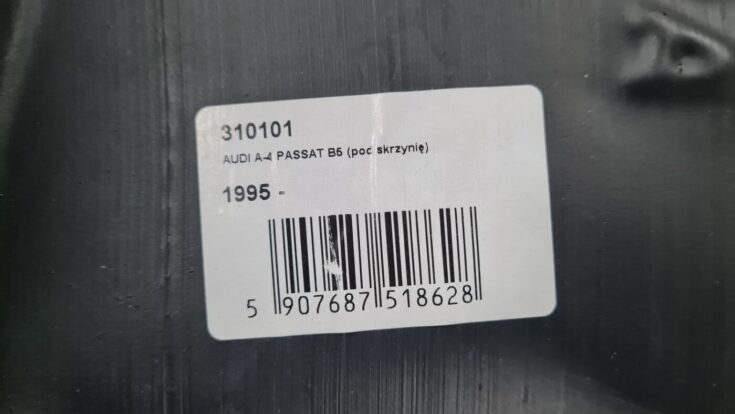 310101
AUDI A-4 PASSAT B5 (pod skrzynię)
1995 -
5 907687 518628